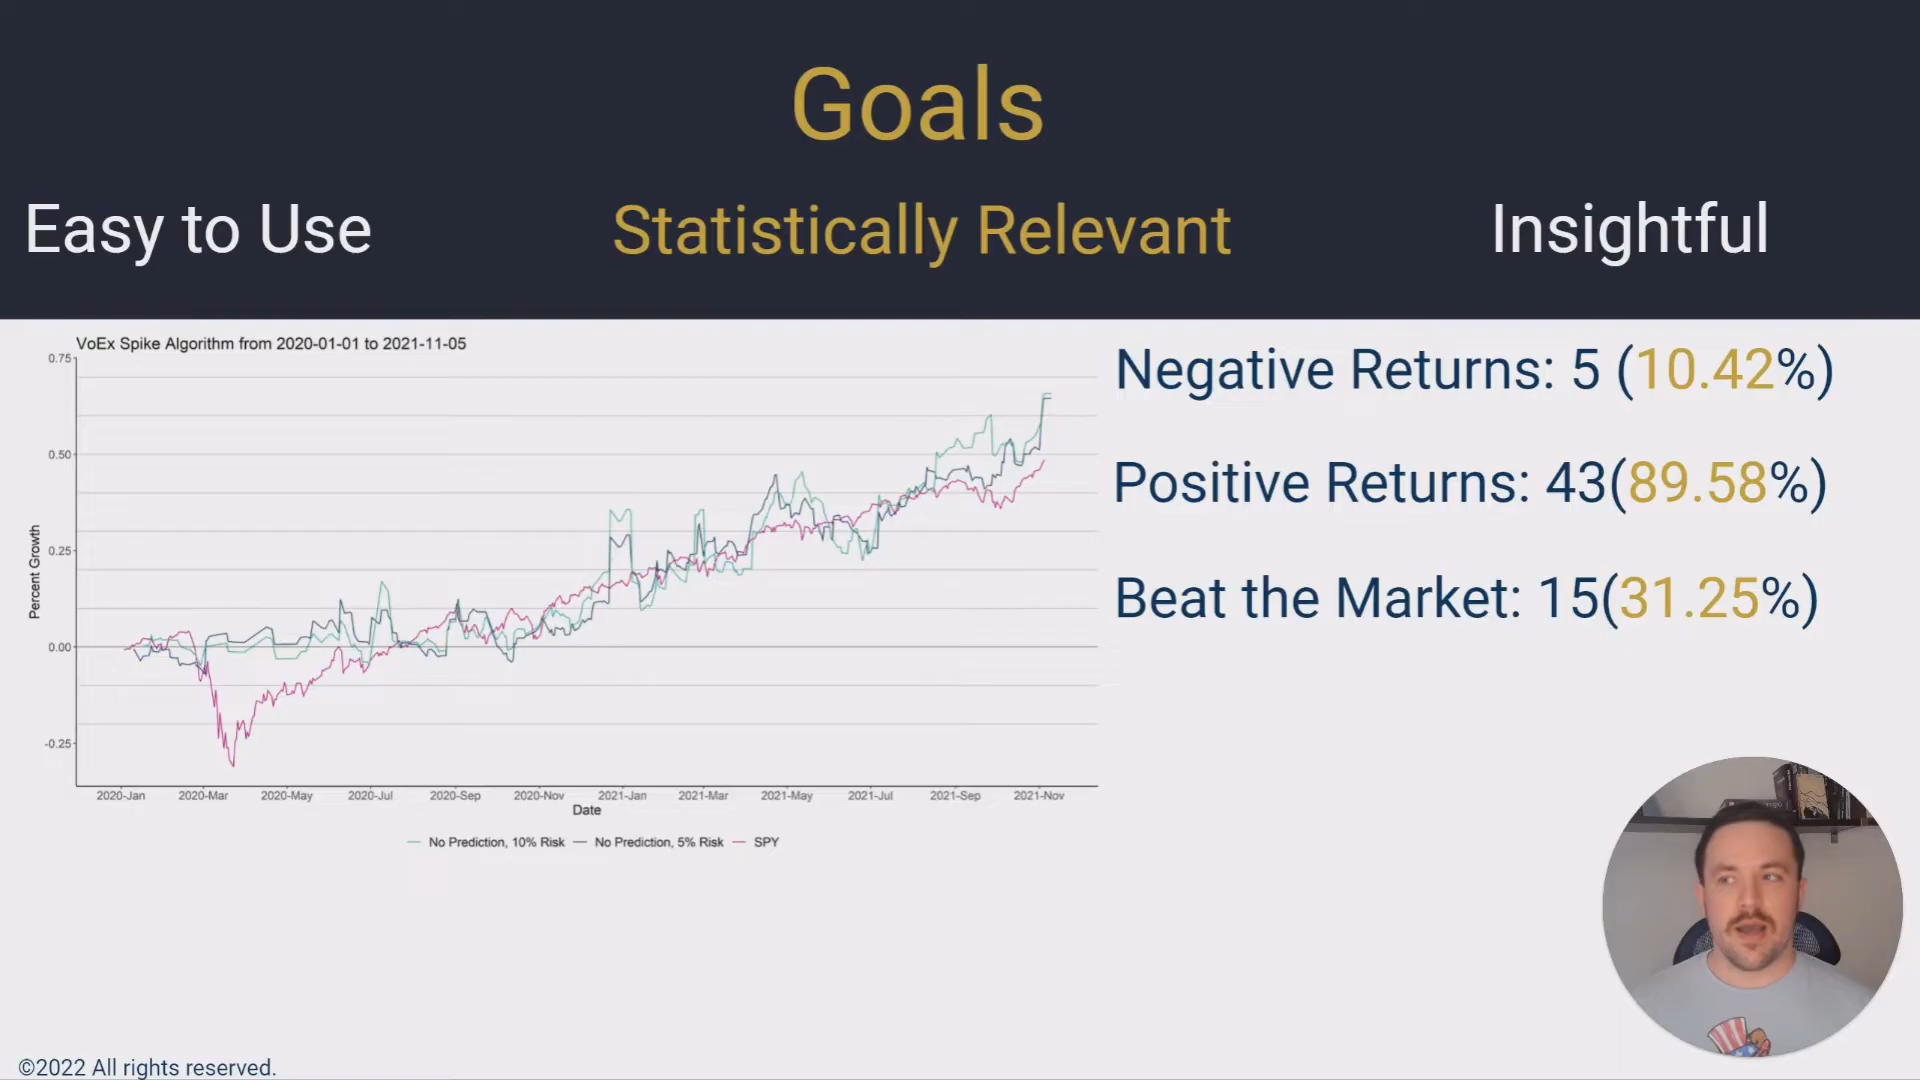 Goals
Easy to Use
Statistically Relevant
Insightful
VoEx Spike Algorithm from 2020-01-01 to 2021-11-05
0.75
0.50
0.25
0.00
-0.25
Percent Growth
2020-Jan 2020-Mar 2020-May 2020-Jul 2020-Sep 2020-Nov 2021-Jan 2021-Mar 2021-May 2021-Jul 2021-Sep 2021-Nov
Date
No Prediction, 10% Risk No Prediction, 5% Risk SPY
Negative Returns: 5 (10.42%)
Positive Returns: 43(89.58%)
Beat the Market: 15(31.25%)
©2022 All rights reserved.